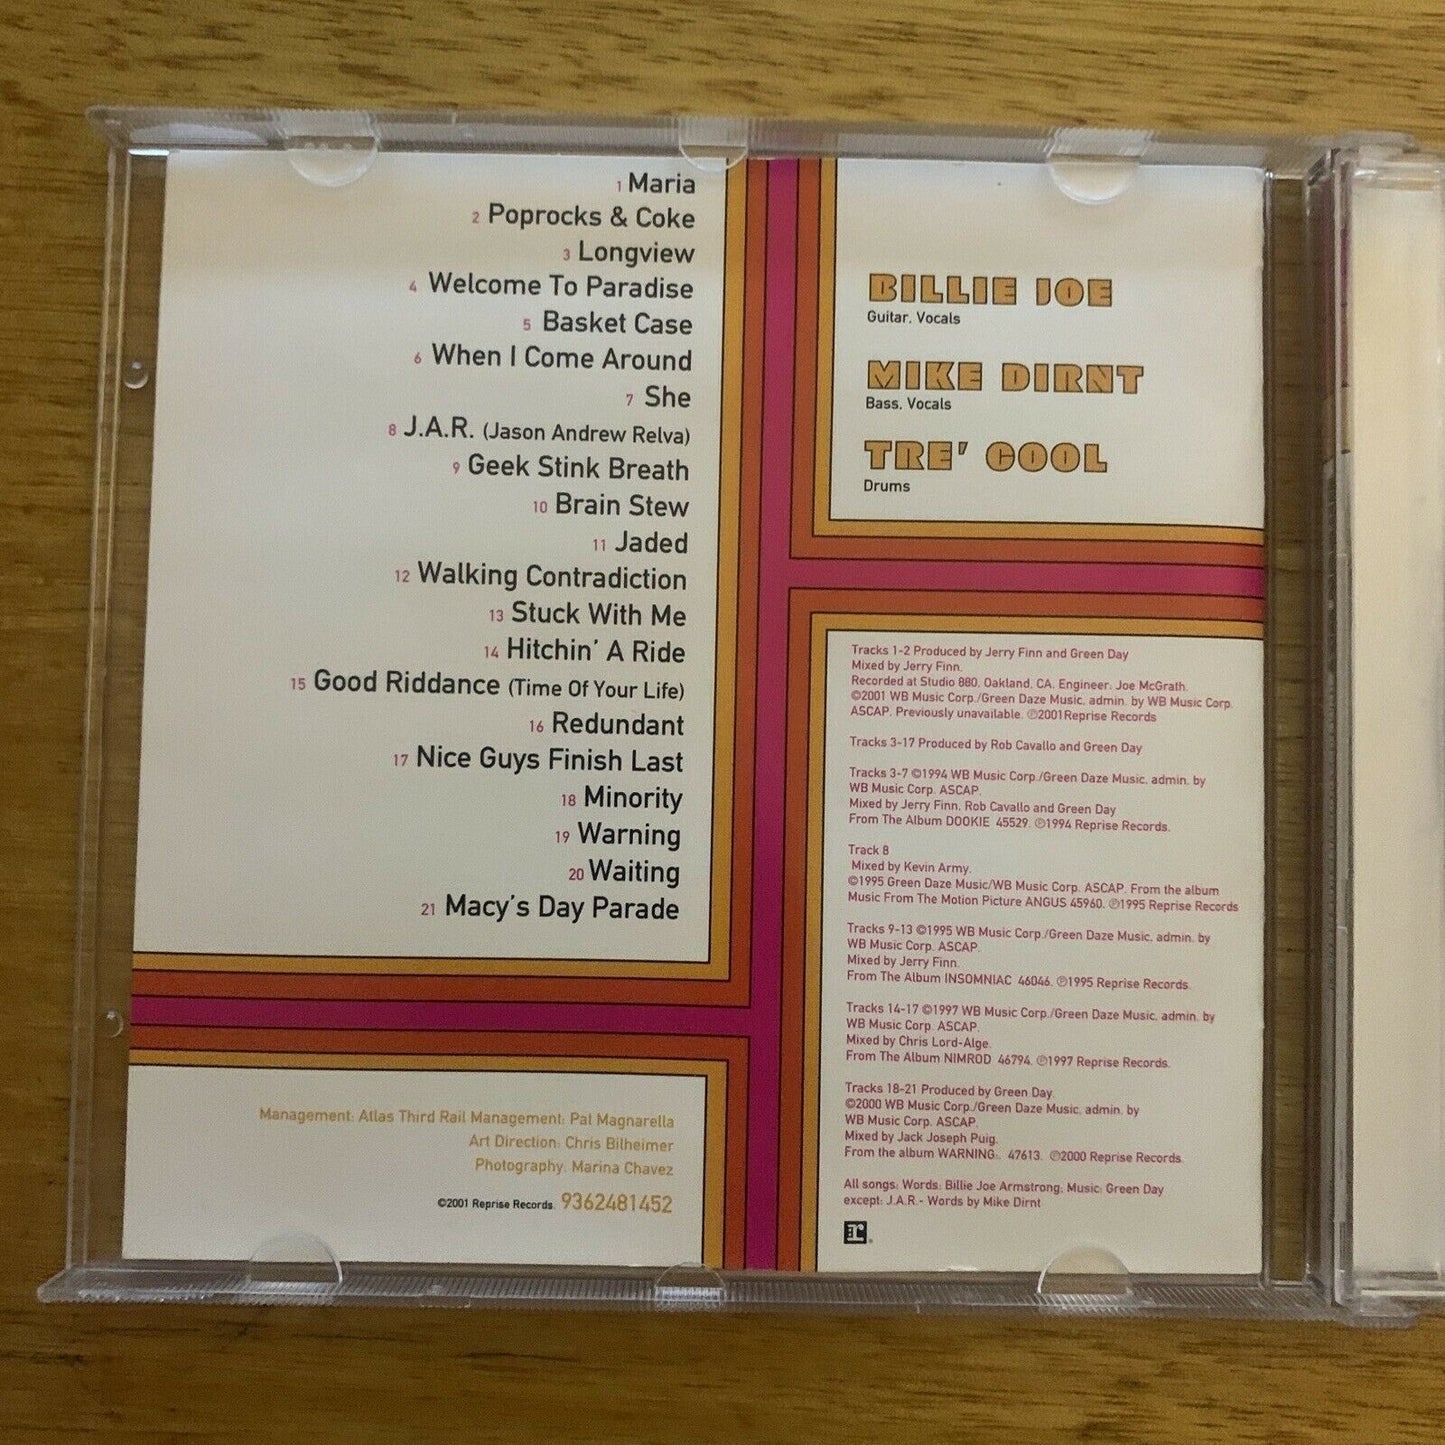 1 Maria
2 Poprocks & Coke
3 Longview
4 Welcome To Paradise
5 Basket Case
6 When I Come Around
7 She
8 J.A.R. (Jason Andrew Relva)
9 Geek Stink Breath
10 Brain Stew
11 Jaded
12 Walking Contradiction
13 Stuck With Me
14 Hitchin' A Ride
15 Good Riddance (Time Of Your Life)
16 Redundant
17 Nice Guys Finish Last
18 Minority
19 Warning
20 Waiting
21 Macy's Day Parade
Management: Atlas Third Rail Management: Pat Magnarella
Art Direction: Chris Bilheimer
Photography: Marina Chavez
©2001 Reprise Records. 9362481452
BILLIE JOE
Guitar, Vocals
MIKE DIRNT
Bass, Vocals
TRE' COOL
Drums
Tracks 1-2 Produced by Jerry Finn and Green Day
Mixed by Jerry Finn.
Recorded at Studio 880, Oakland, CA. Engineer: Joe McGrath.
©2001 WB Music Corp./Green Daze Music, admin. by WB Music Corp.
ASCAP. Previously unavailable. ℗2001 Reprise Records
Tracks 3-17 Produced by Rob Cavallo and Green Day
Tracks 3-7 ©1994 WB Music Corp./Green Daze Music, admin. by
WB Music Corp. ASCAP.
Mixed by Jerry Finn, Rob Cavallo and Green Day
From The Album DOOKIE 45529. ℗1994 Reprise Records.
Track 8
Mixed by Kevin Army.
©1995 Green Daze Music/WB Music Corp. ASCAP. From the album
Music From The Motion Picture ANGUS 45960. ℗1995 Reprise Records
Tracks 9-13 ©1995 WB Music Corp./Green Daze Music, admin. by
WB Music Corp. ASCAP.
Mixed by Jerry Finn.
From The Album INSOMNIAC 46046. ℗1995 Reprise Records.
Tracks 14-17 ©1997 WB Music Corp./Green Daze Music, admin. by
WB Music Corp. ASCAP.
Mixed by Chris Lord-Alge.
From The Album NIMROD 46794. ℗1997 Reprise Records.
Tracks 18-21 Produced by Green Day.
©2000 WB Music Corp./Green Daze Music, admin. by
WB Music Corp. ASCAP.
Mixed by Jack Joseph Puig.
From the album WARNING: 47613. ℗2000 Reprise Records.
All songs: Words: Billie Joe Armstrong; Music: Green Day
except: J.A.R.- Words by Mike Dirnt
r®